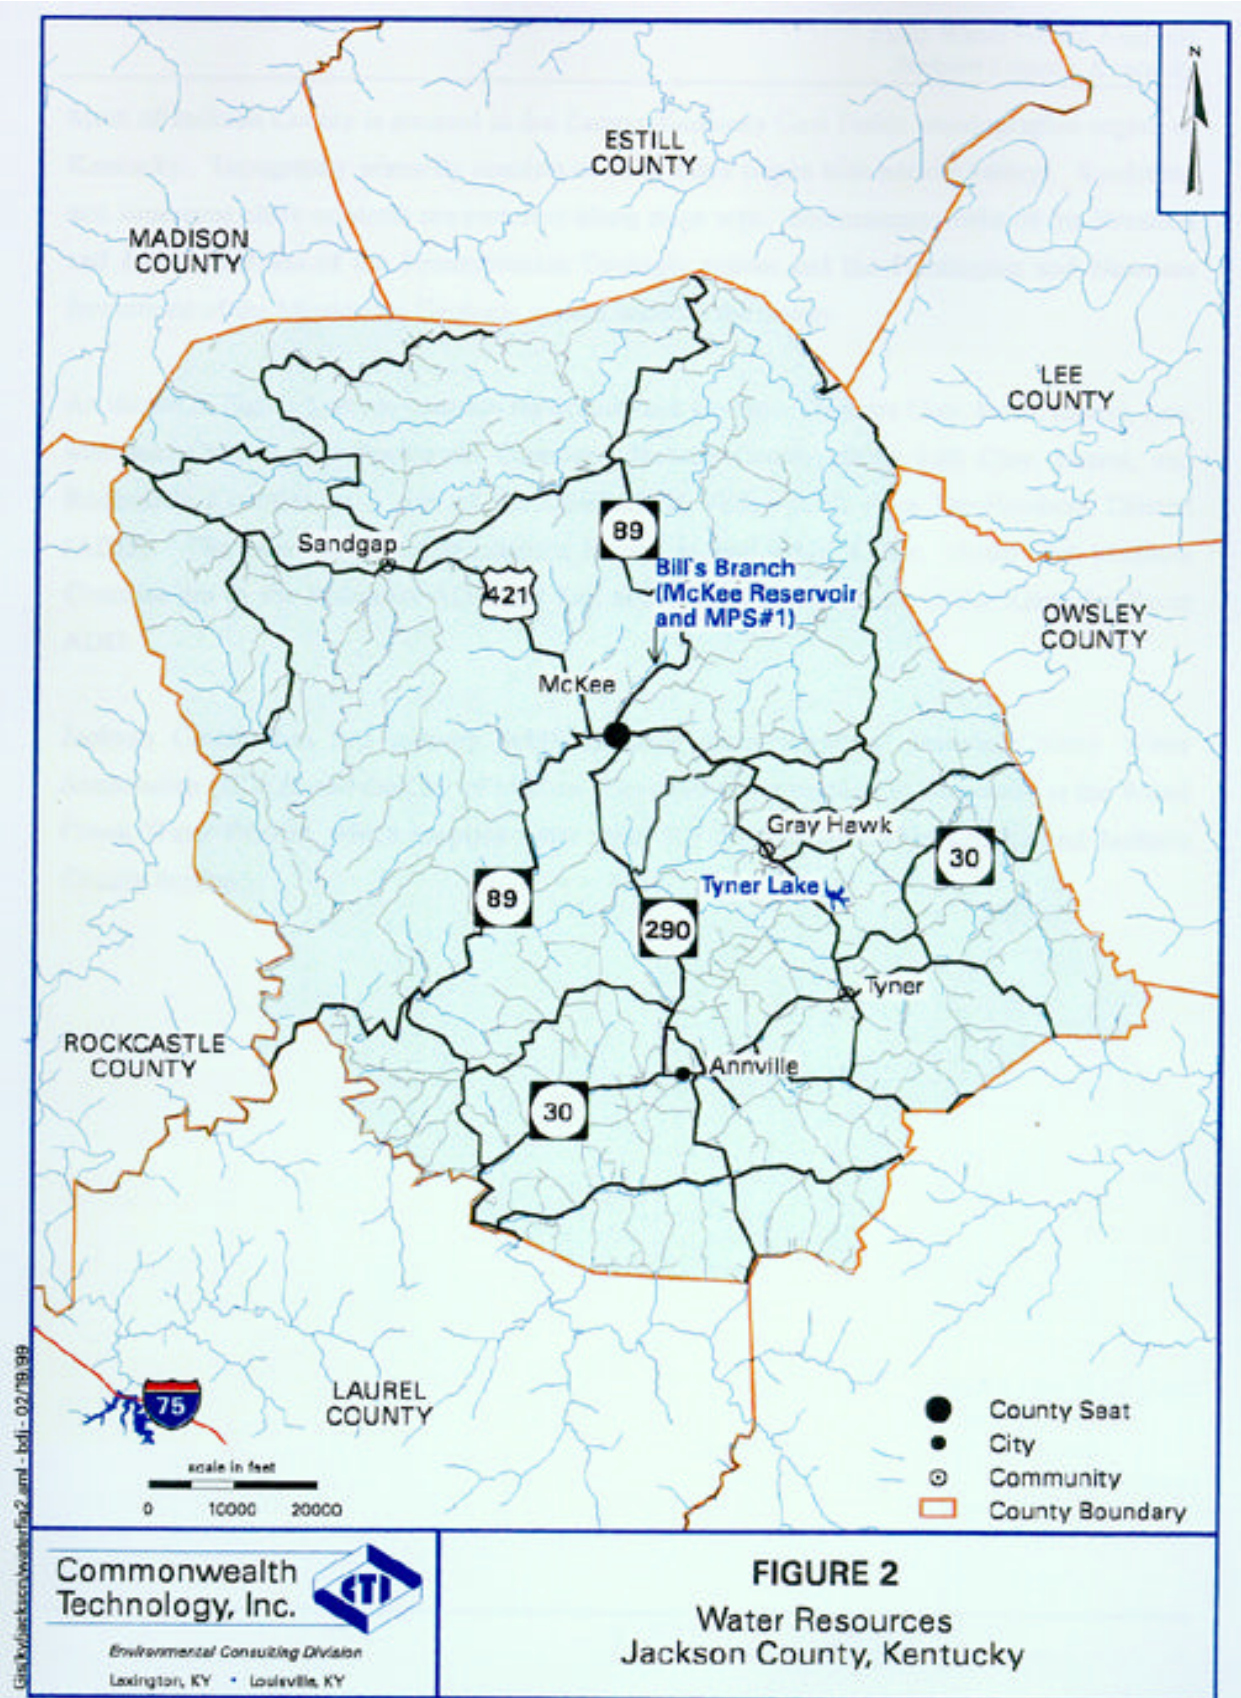 N
ESTILL
COUNTY
MADISON
COUNTY
LEE
COUNTY
89
Sandgap
Bill's Branch
(McKee Reservoir
and MPS#1)
421
OWSLEY
COUNTY
McKee
Gray Hawk
30
Tyner Lake
89
290
Tyner
ROCKCASTLE
COUNTY
Annville
30
LAUREL
COUNTY
75
scale in feet
0 10000 20000
County Seat
City
Community
County Boundary
Commonwealth
Technology, Inc.
CTI
Environmental Consulting Division
Lexington, KY • Louisville, KY
FIGURE 2
Water Resources
Jackson County, Kentucky